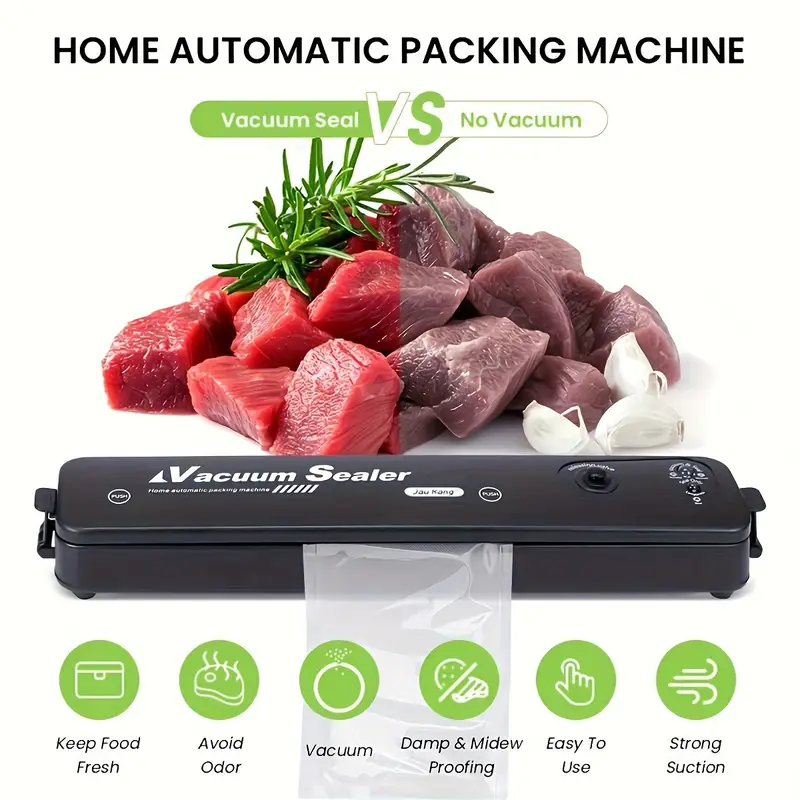 HOME AUTOMATIC PACKING MACHINE
Vacuum Seal VS No Vacuum
Vacuum Sealer
Home automatic packing machine
PUSH
Jau Kang
PUSH
Keep Food
Fresh
Avoid
Odor
Vacuum
Damp & Midew
Proofing
Easy To
Use
Strong
Suction